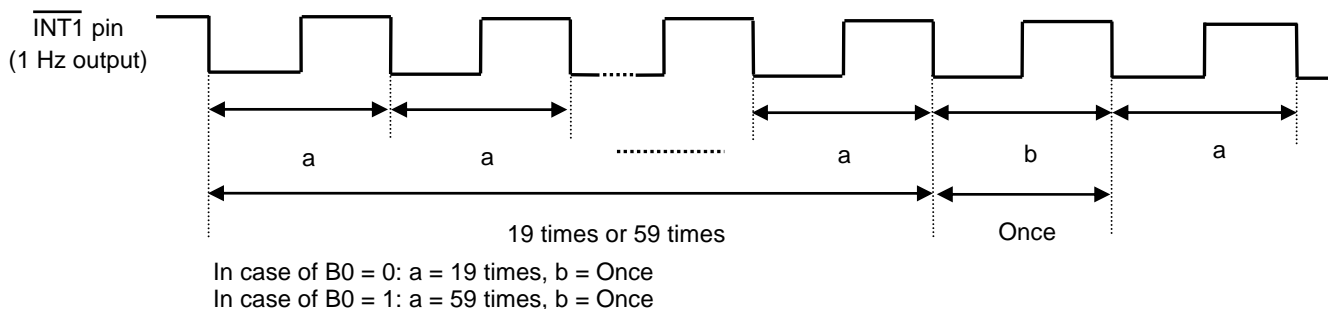 INT1 pin
(1 Hz output)
a
a
a
b
a
19 times or 59 times
Once
In case of B0 = 0: a = 19 times, b = Once
In case of B0 = 1: a = 59 times, b = Once